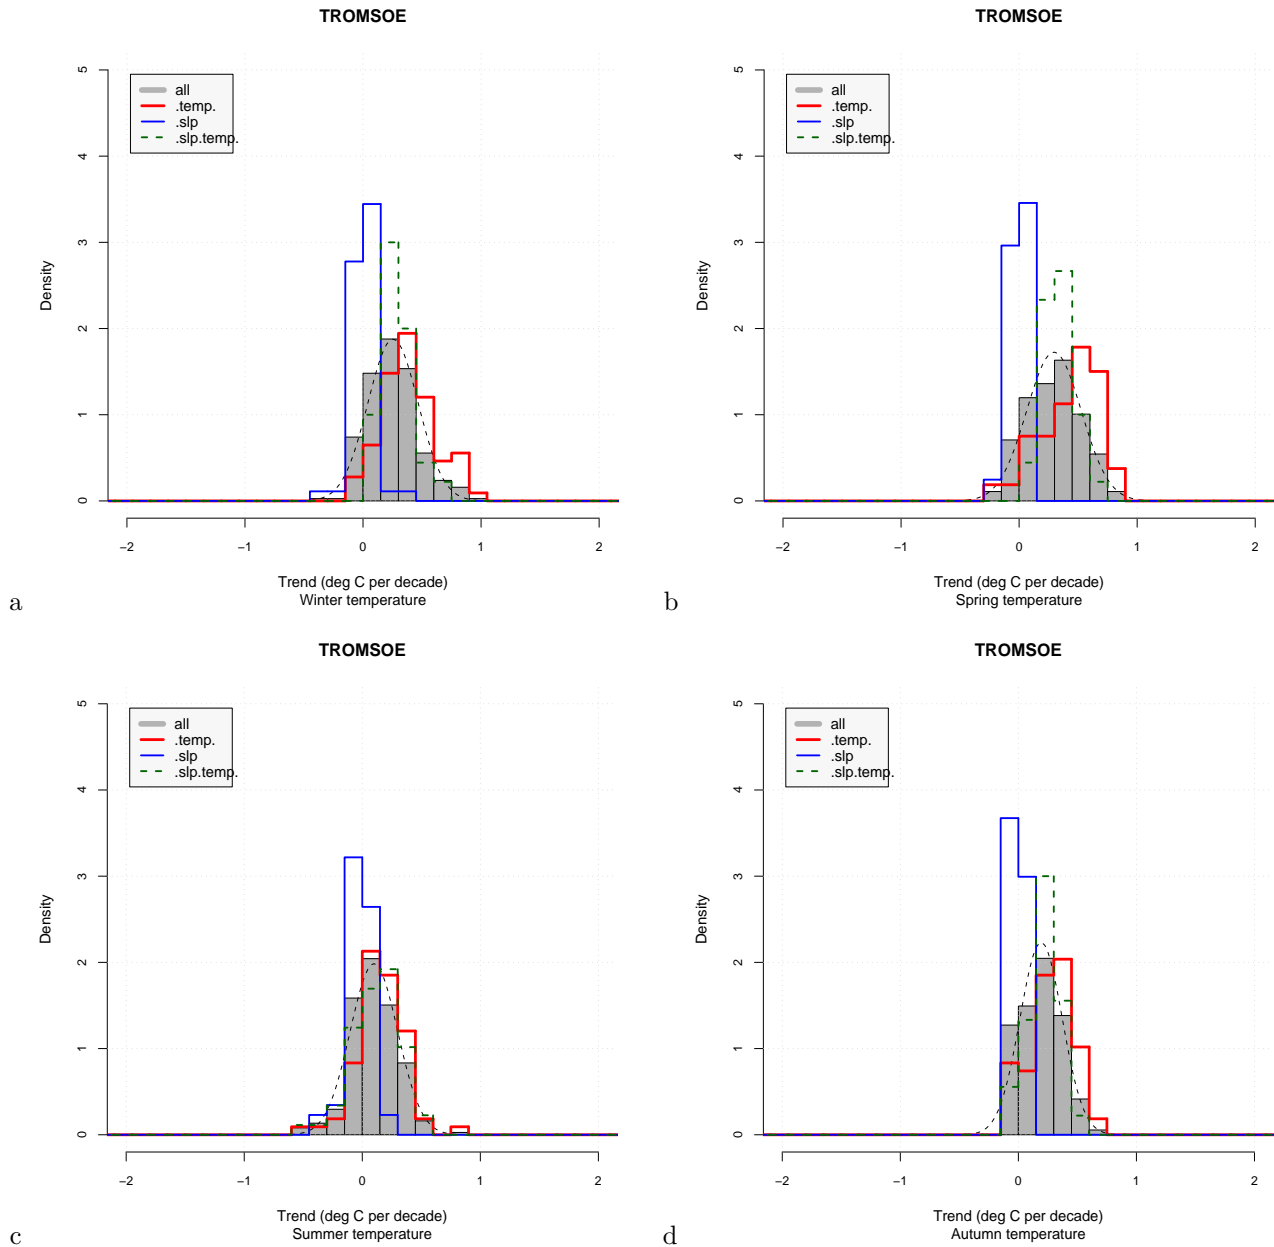 TROMSOE
5
4
3
2
1
0
Density
all
.temp.
.slp
.slp.temp.
−2 −1 0 1 2
Trend (deg C per decade)
Winter temperature
a
TROMSOE
5
4
3
2
1
0
Density
all
.temp.
.slp
.slp.temp.
−2 −1 0 1 2
Trend (deg C per decade)
Spring temperature
b
TROMSOE
5
4
3
2
1
0
Density
all
.temp.
.slp
.slp.temp.
−2 −1 0 1 2
Trend (deg C per decade)
Summer temperature
c
TROMSOE
5
4
3
2
1
0
Density
all
.temp.
.slp
.slp.temp.
−2 −1 0 1 2
Trend (deg C per decade)
Autumn temperature
d